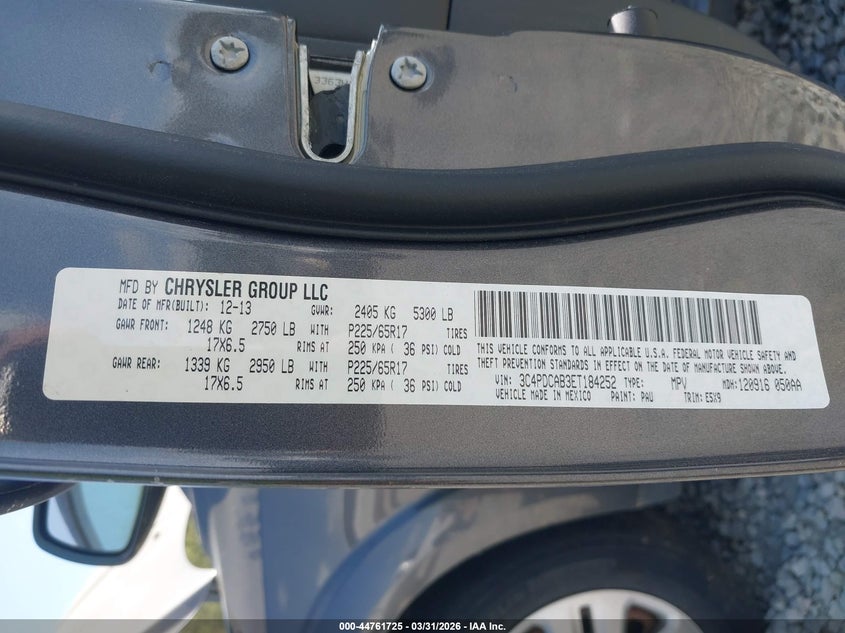 3363
MFD BY CHRYSLER GROUP LLC
DATE OF MFR(BUILT): 12-13 GVWR: 2405 KG 5300 LB
GAWR FRONT: 1248 KG 2750 LB WITH P225/65R17 TIRES
17X6.5 RIMS AT 250 KPA ( 36 PSI) COLD
GAWR REAR: 1339 KG 2950 LB WITH P225/65R17 TIRES
17X6.5 RIMS AT 250 KPA ( 36 PSI) COLD
THIS VEHICLE CONFORMS TO ALL APPLICABLE U.S.A. FEDERAL MOTOR VEHICLE SAFETY AND
THEFT PREVENTION STANDARDS IN EFFECT ON THE DATE OF MANUFACTURE SHOWN ABOVE.
VIN: 3C4PDCAB3ET184252 TYPE: MPV MDH: 120916 050AA
VEHICLE MADE IN MEXICO PAINT: PAU TRIM: E5X9
000-44761725 - 03/31/2026 - IAA Inc.